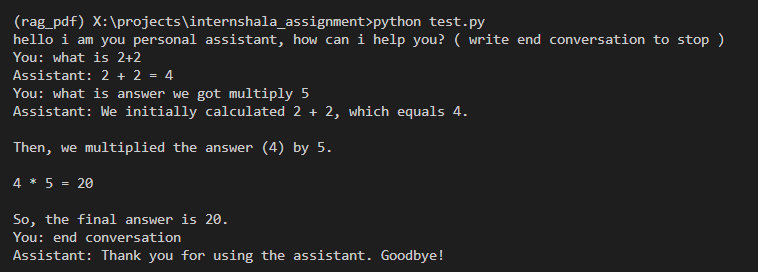 (rag_pdf) X:\projects\internshala_assignment>python test.py
hello i am you personal assistant, how can i help you? ( write end conversation to stop )
You: what is 2+2
Assistant: 2 + 2 = 4
You: what is answer we got multiply 5
Assistant: We initially calculated 2 + 2, which equals 4.
Then, we multiplied the answer (4) by 5.
4 * 5 = 20
So, the final answer is 20.
You: end conversation
Assistant: Thank you for using the assistant. Goodbye!